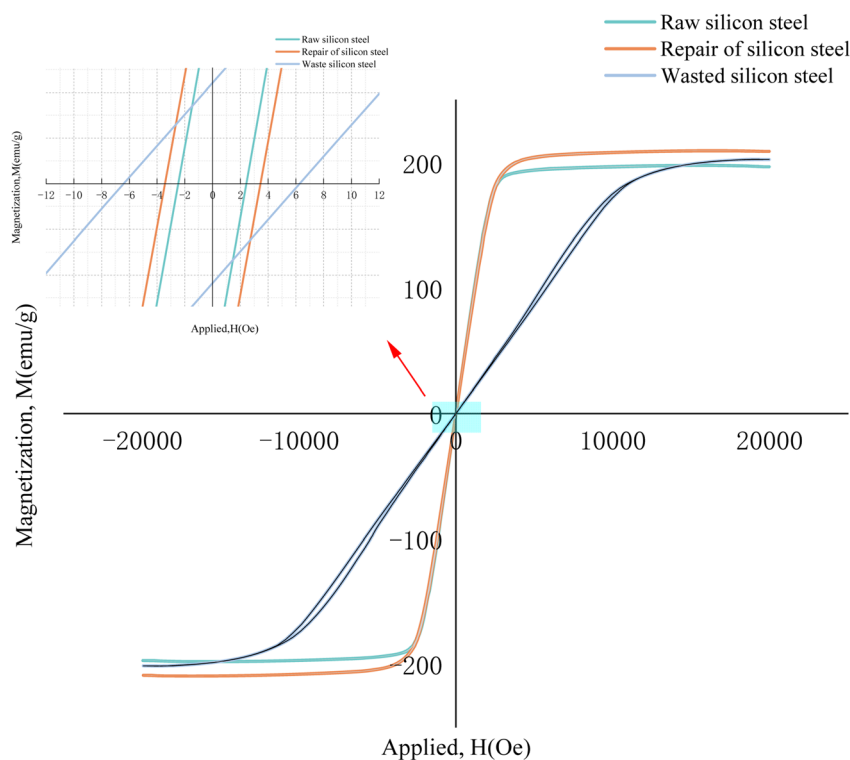 Raw silicon steel
Repair of silicon steel
Wasted silicon steel
Raw silicon steel
Repair of silicon steel
Waste silicon steel
Magnetization,M(emu/g)
−12 −10 −8 −6 −4 −2 0 2 4 6 8 10 12
Applied,H(Oe)
Magnetization, M(emu/g)
200
100
0
−20000 −10000 0 10000 20000
−100
−200
Applied, H(Oe)